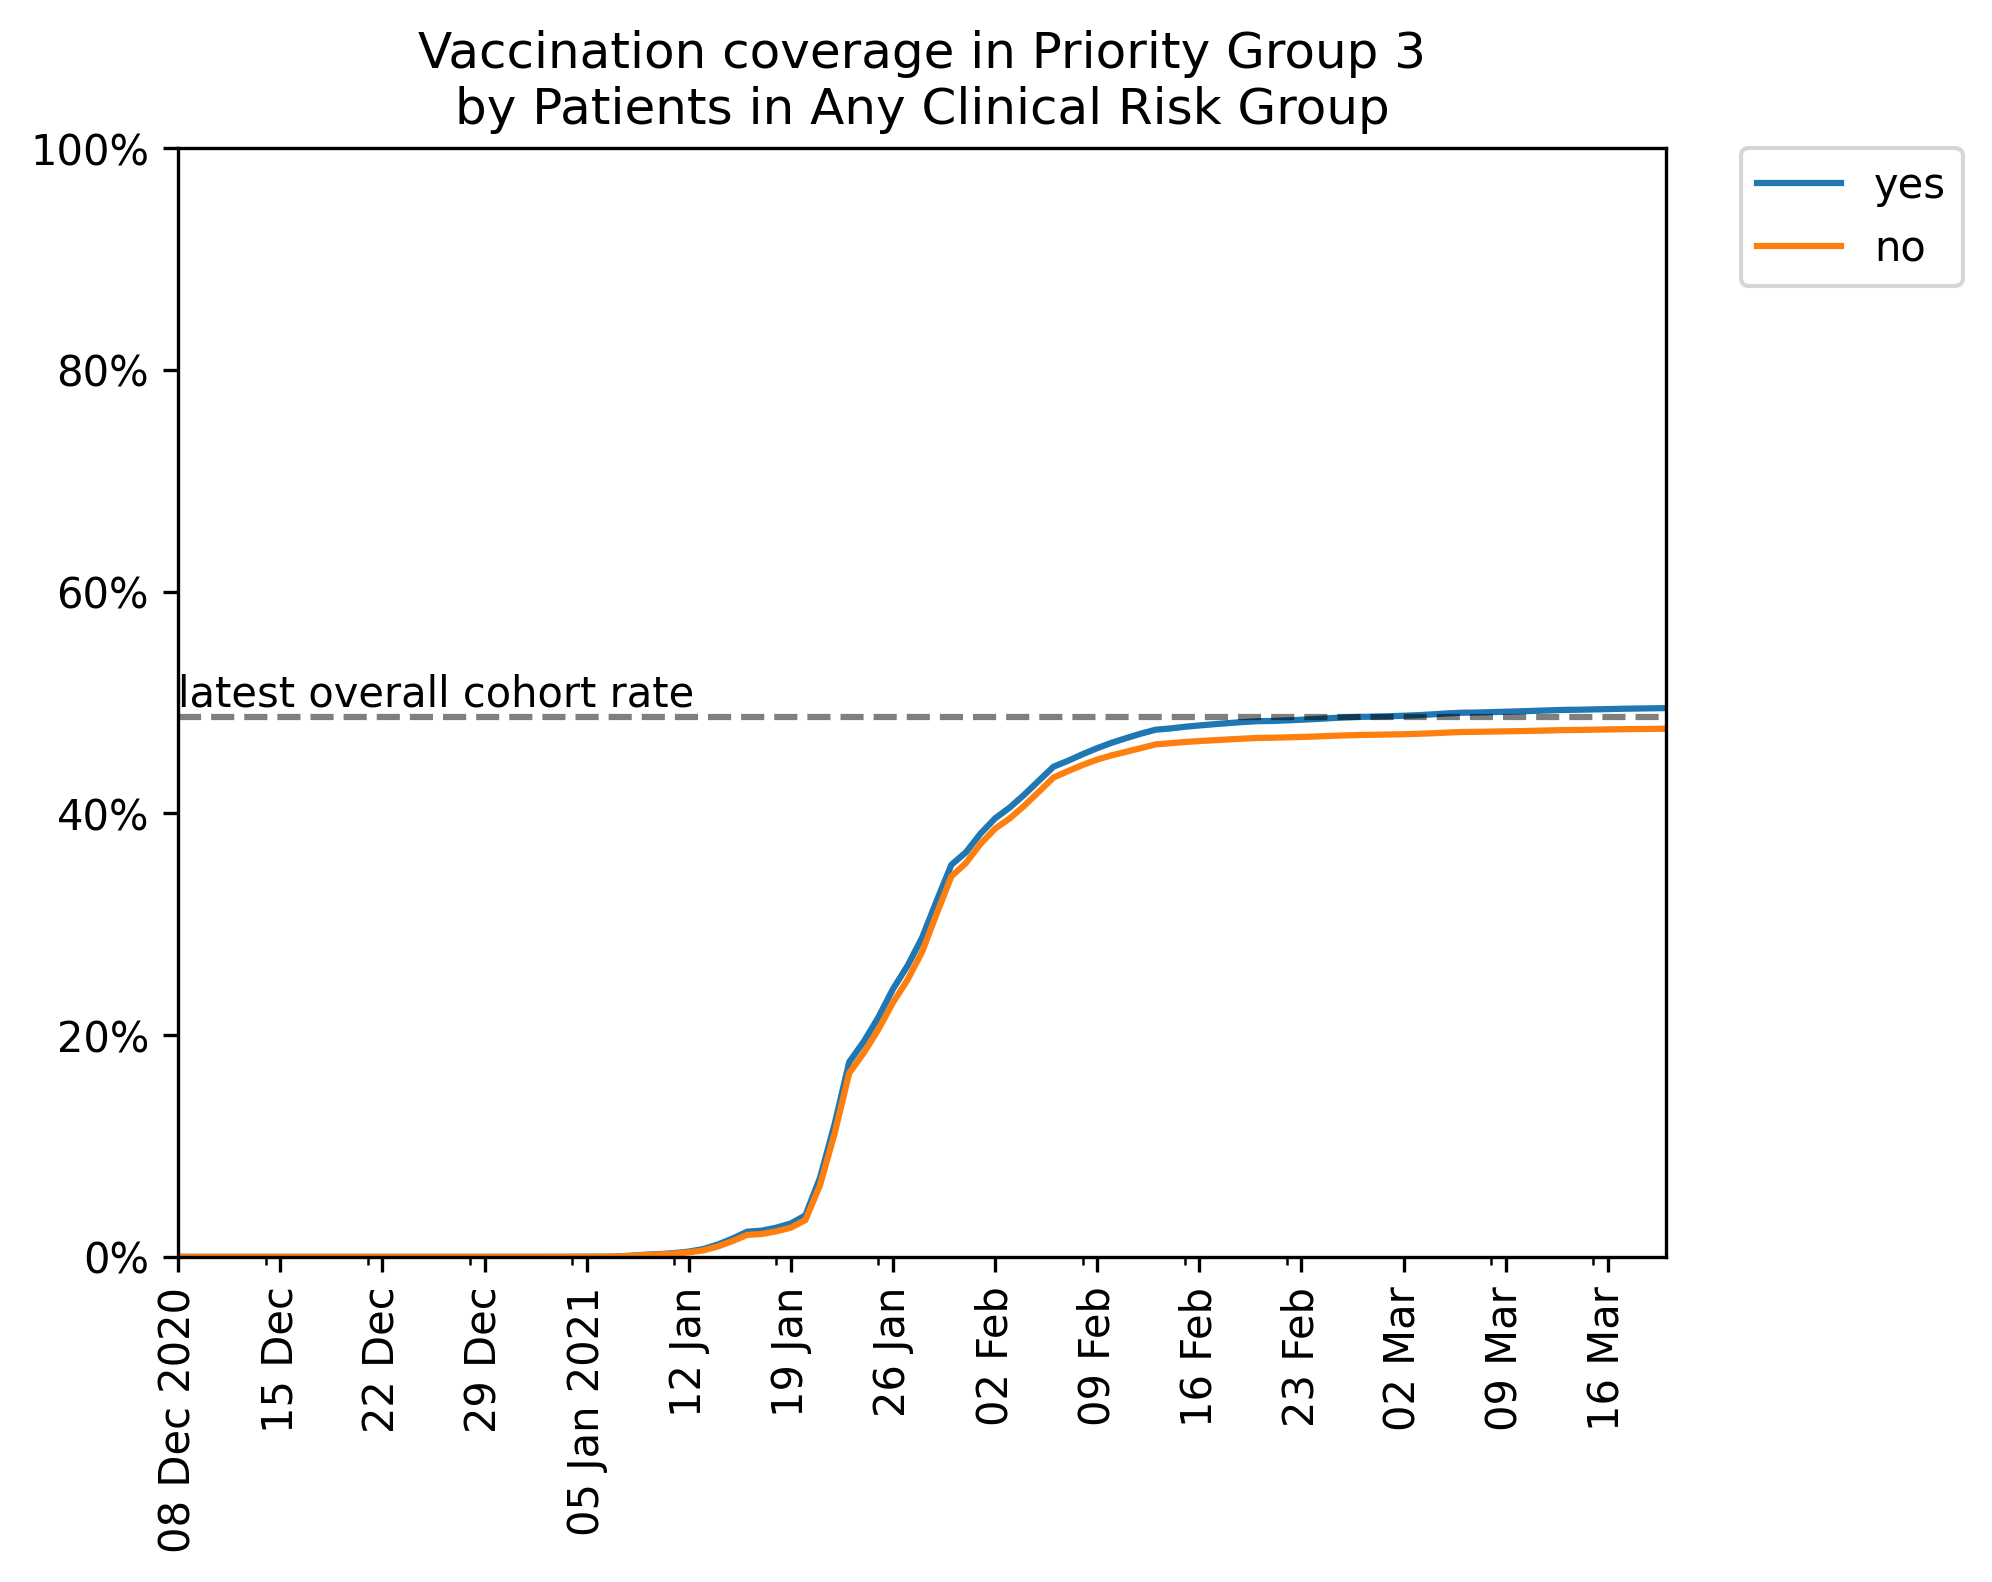 Vaccination coverage in Priority Group 3
by Patients in Any Clinical Risk Group
100%
80%
60%
40%
20%
0%
latest overall cohort rate
yes
no
08 Dec 2020
15 Dec
22 Dec
29 Dec
05 Jan 2021
12 Jan
19 Jan
26 Jan
02 Feb
09 Feb
16 Feb
23 Feb
02 Mar
09 Mar
16 Mar